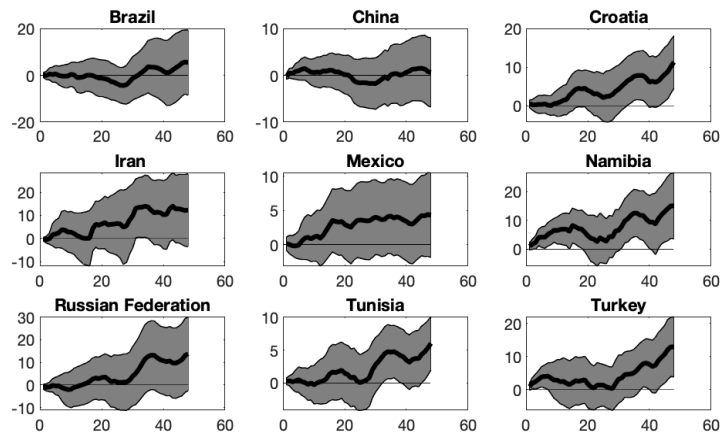 Brazil China Croatia
20 10 20
0 0 10
-20 -10 0
0 20 40 60 0 20 40 60 0 20 40 60
Iran Mexico Namibia
20 10 20
10 5 10
0 0 0
-10
0 20 40 60 0 20 40 60 0 20 40 60
Russian Federation Tunisia Turkey
30 10 20
20 5 10
10 0 0
0
-10
0 20 40 60 0 20 40 60 0 20 40 60